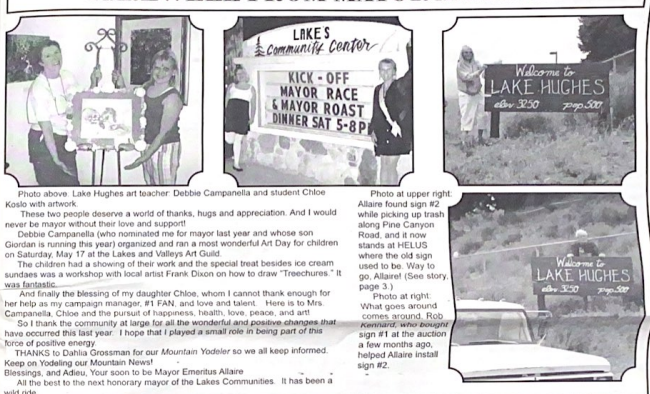 LAKES
Community Center
KICK - OFF
MAYOR RACE
& MAYOR ROAST
DINNER SAT 5-8P
Welcome to
LAKE HUGHES
elev 3250 pop 500
Welcome to
LAKE HUGHES
elev 3250 pop. 500
Photo above: Lake Hughes art teacher: Debbie Campanella and student Chloe
Koslo with artwork.
These two people deserve a world of thanks, hugs and appreciation. And I would
never be mayor without their love and support!
Debbie Campanella (who nominated me for mayor last year and whose son
Giordan is running this year) organized and ran a most wonderful Art Day for children
on Saturday, May 17 at the Lakes and Valleys Art Guild.
The children had a showing of their work and the special treat besides ice cream
sundaes was a workshop with local artist Frank Dixon on how to draw "Treechures." It
was fantastic.
And finally the blessing of my daughter Chloe, whom I cannot thank enough for
her help as my campaign manager, #1 FAN, and love and talent. Here is to Mrs.
Campanella, Chloe and the pursuit of happiness, health, love, peace, and art!
So I thank the community at large for all the wonderful and positive changes that
have occurred this last year. I hope that I played a small role in being part of this
force of positive energy.
THANKS to Dahlia Grossman for our Mountain Yodeler so we all keep informed.
Keep on Yodeling our Mountain News!
Blessings, and Adieu, Your soon to be Mayor Emeritus Allaire
All the best to the next honorary mayor of the Lakes Communities. It has been a
wild ride
Photo at upper right:
Allaire found sign #2
while picking up trash
along Pine Canyon
Road, and it now
stands at HELUS
where the old sign
used to be. Way to
go, Allaire! (See story,
page 3.)
Photo at right:
What goes around
comes around. Rob
Kennard, who bought
sign #1 at the auction
a few months ago,
helped Allaire install
sign #2.